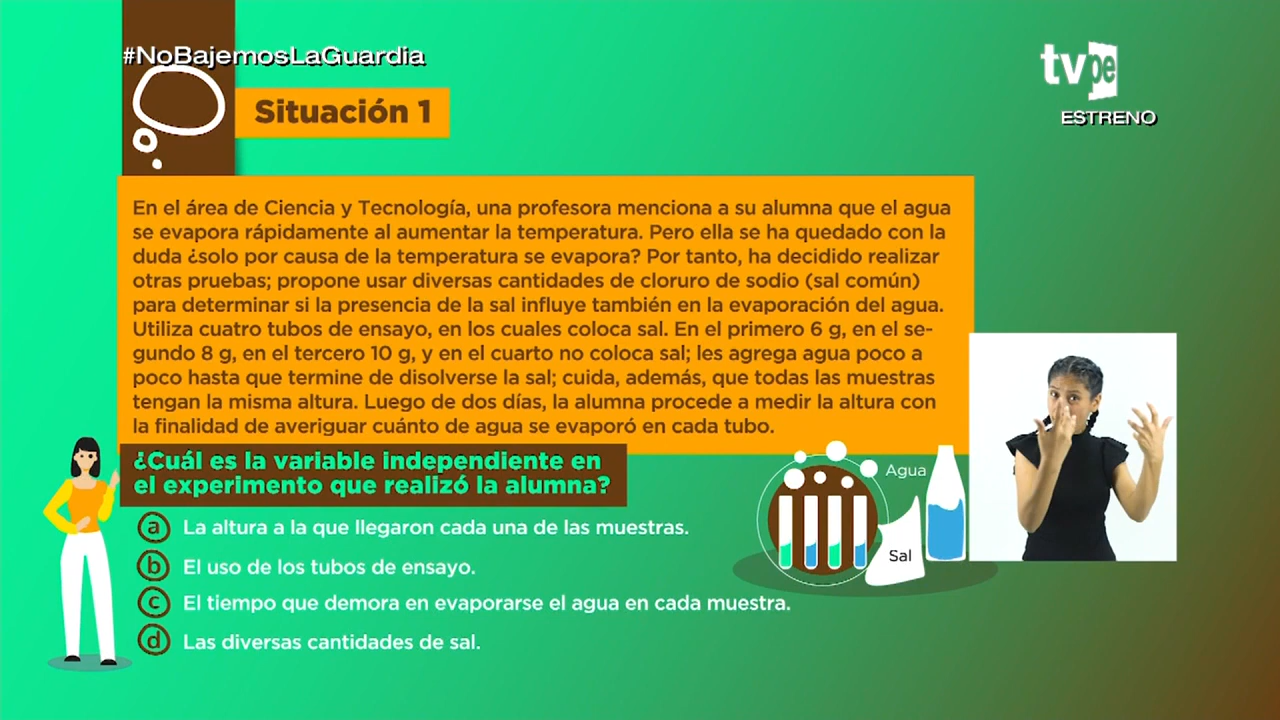 #NoBajemosLaGuardia
tvpe
ESTRENO
Situación 1
En el área de Ciencia y Tecnología, una profesora menciona a su alumna que el agua
se evapora rápidamente al aumentar la temperatura. Pero ella se ha quedado con la
duda ¿solo por causa de la temperatura se evapora? Por tanto, ha decidido realizar
otras pruebas; propone usar diversas cantidades de cloruro de sodio (sal común)
para determinar si la presencia de la sal influye también en la evaporación del agua.
Utiliza cuatro tubos de ensayo, en los cuales coloca sal. En el primero 6 g, en el se-
gundo 8 g, en el tercero 10 g, y en el cuarto no coloca sal; les agrega agua poco a
poco hasta que termine de disolverse la sal; cuida, además, que todas las muestras
tengan la misma altura. Luego de dos días, la alumna procede a medir la altura con
la finalidad de averiguar cuánto de agua se evaporó en cada tubo.
¿Cuál es la variable independiente en
el experimento que realizó la alumna?
a La altura a la que llegaron cada una de las muestras.
b El uso de los tubos de ensayo.
c El tiempo que demora en evaporarse el agua en cada muestra.
d Las diversas cantidades de sal.
Agua
Sal